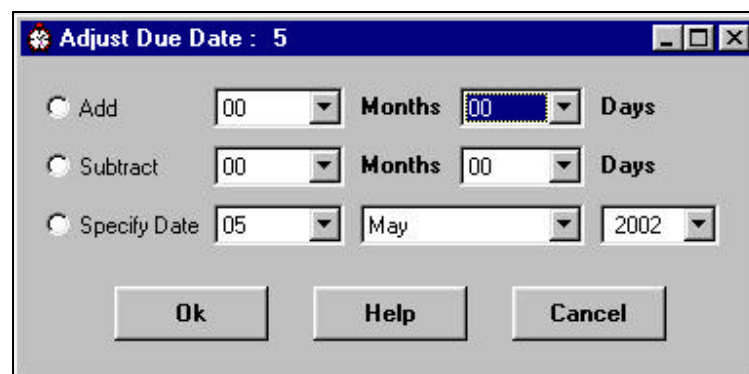 Adjust Due Date : 5
Add 00 Months 00 Days
Subtract 00 Months 00 Days
Specify Date 05 May 2002
Ok Help Cancel